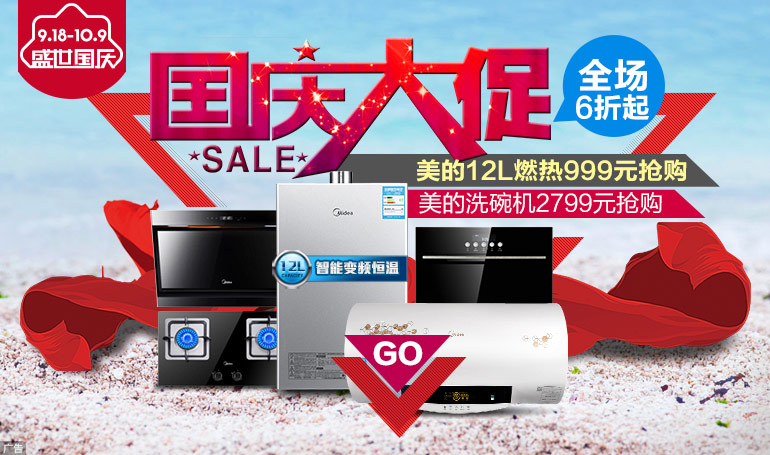 9.18-10.9
盛世国庆
国庆大促
★SALE★
全场
6折起
美的12L燃热999元抢购
美的洗碗机2799元抢购
Midea
12L
CAPACITY
智能变频恒温
Midea
GO
广告